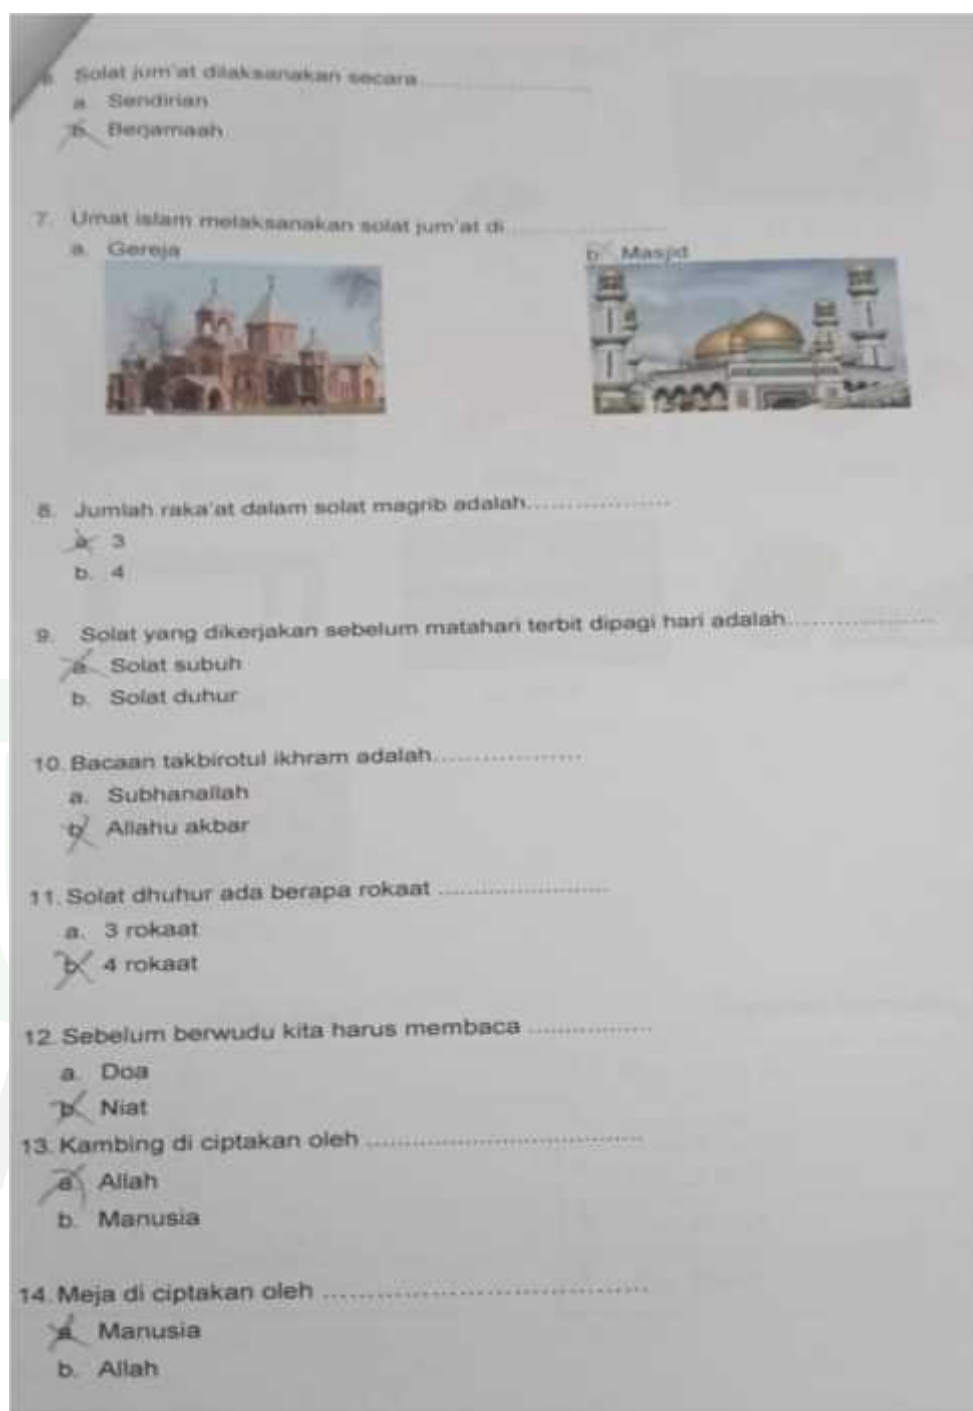 Solat jum'at dilaksanakan secara ....................
a. Sendirian
b. Berjamaah
7. Umat islam melaksanakan solat jum'at di ....................
a. Gereja b. Masjid
8. Jumlah raka'at dalam solat magrib adalah..................
a. 3
b. 4
9. Solat yang dikerjakan sebelum matahari terbit dipagi hari adalah..................
a. Solat subuh
b. Solat duhur
10. Bacaan takbirotul ikhram adalah..................
a. Subhanallah
b. Allahu akbar
11. Solat dhuhur ada berapa rokaat ........................
a. 3 rokaat
b. 4 rokaat
12. Sebelum berwudu kita harus membaca .................
a. Doa
b. Niat
13. Kambing di ciptakan oleh ....................................
a. Allah
b. Manusia
14. Meja di ciptakan oleh ....................................
a. Manusia
b. Allah